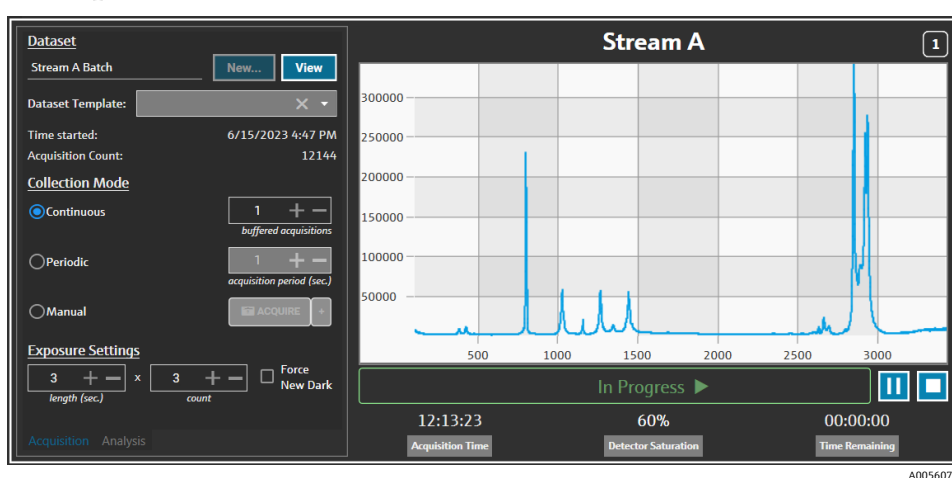 Dataset
Stream A Batch New... View
Dataset Template:
Time started: 6/15/2023 4:47 PM
Acquisition Count: 12144
Collection Mode
Continuous 1
buffered acquisitions
Periodic 1
acquisition period (sec.)
Manual ACQUIRE +
Exposure Settings
3 x 3 Force
New Dark
length (sec.) count
Acquisition Analysis
Stream A 1
300000
250000
200000
150000
100000
50000
500 1000 1500 2000 2500 3000
In Progress
12:13:23 60% 00:00:00
Acquisition Time Detector Saturation Time Remaining
A005607